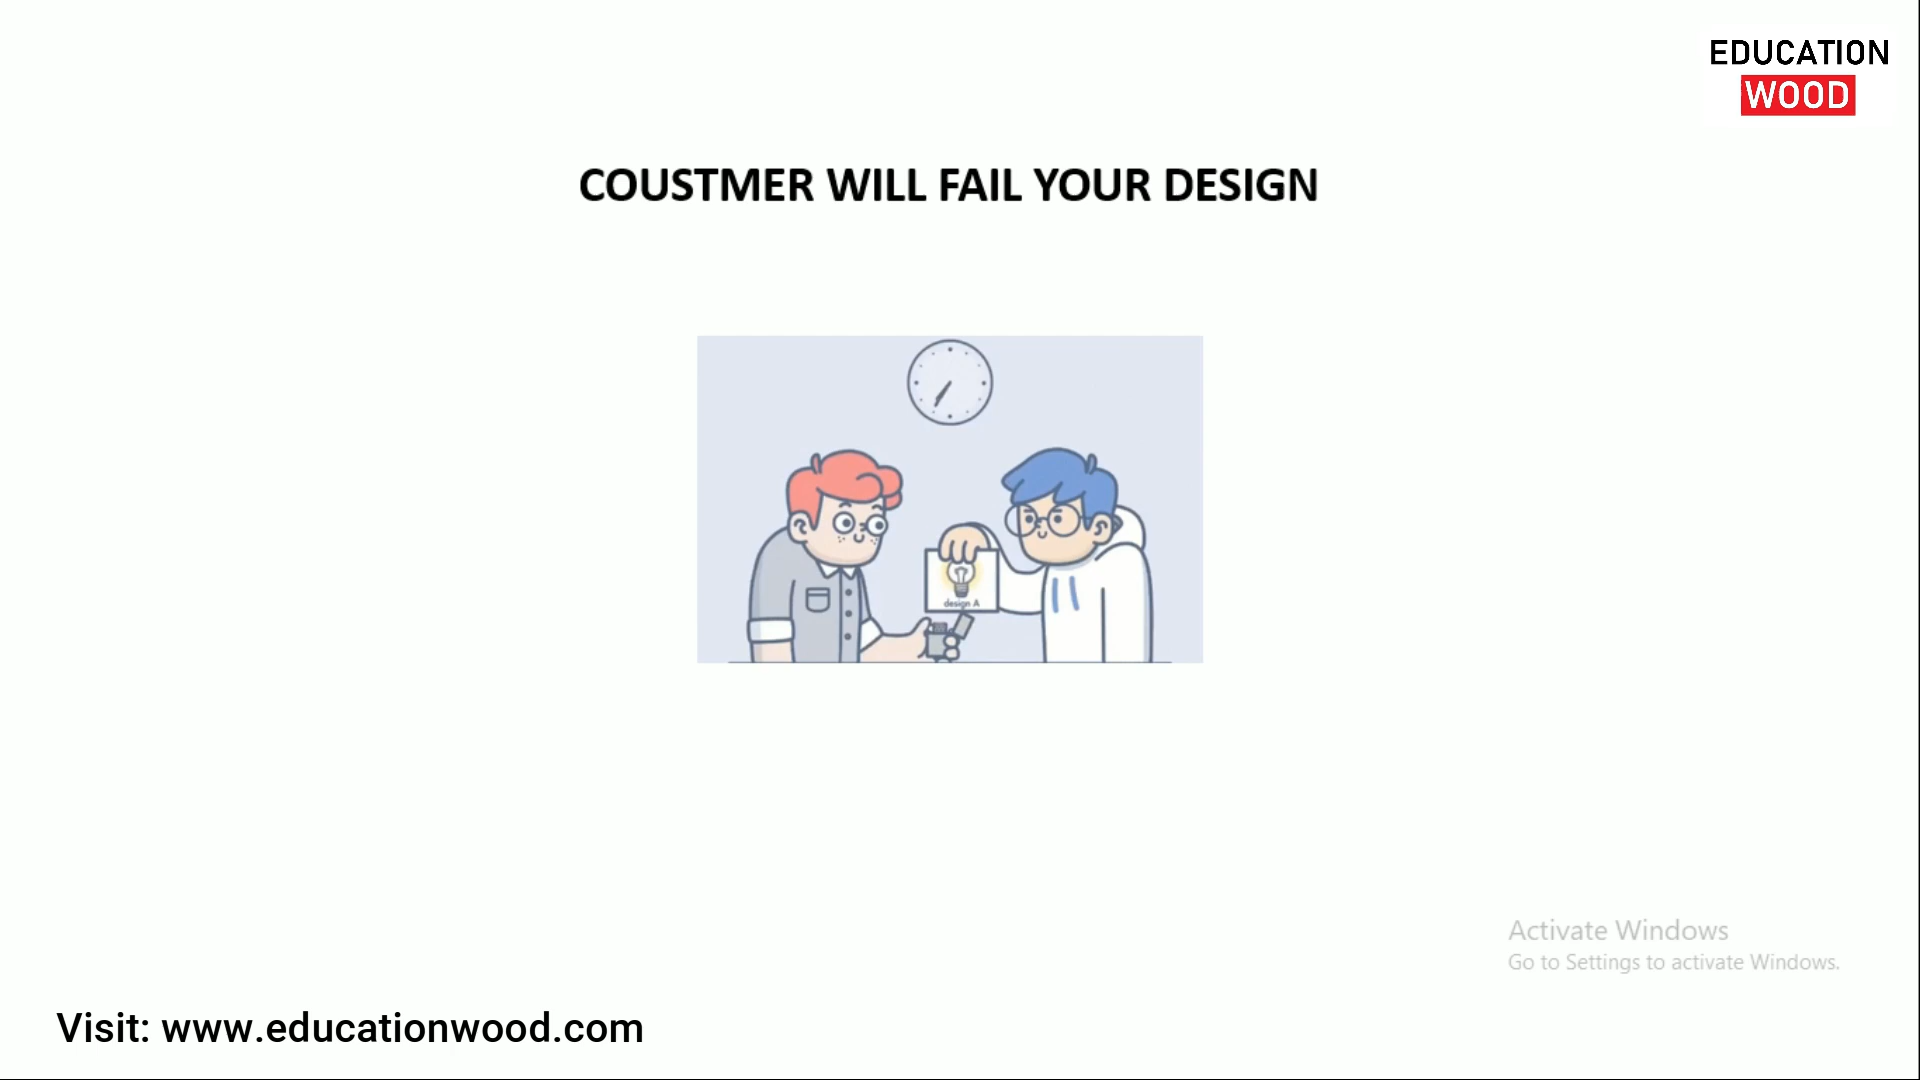 EDUCATION
WOOD
COUSTMER WILL FAIL YOUR DESIGN
design A
Activate Windows
Go to Settings to activate Windows.
Visit: www.educationwood.com